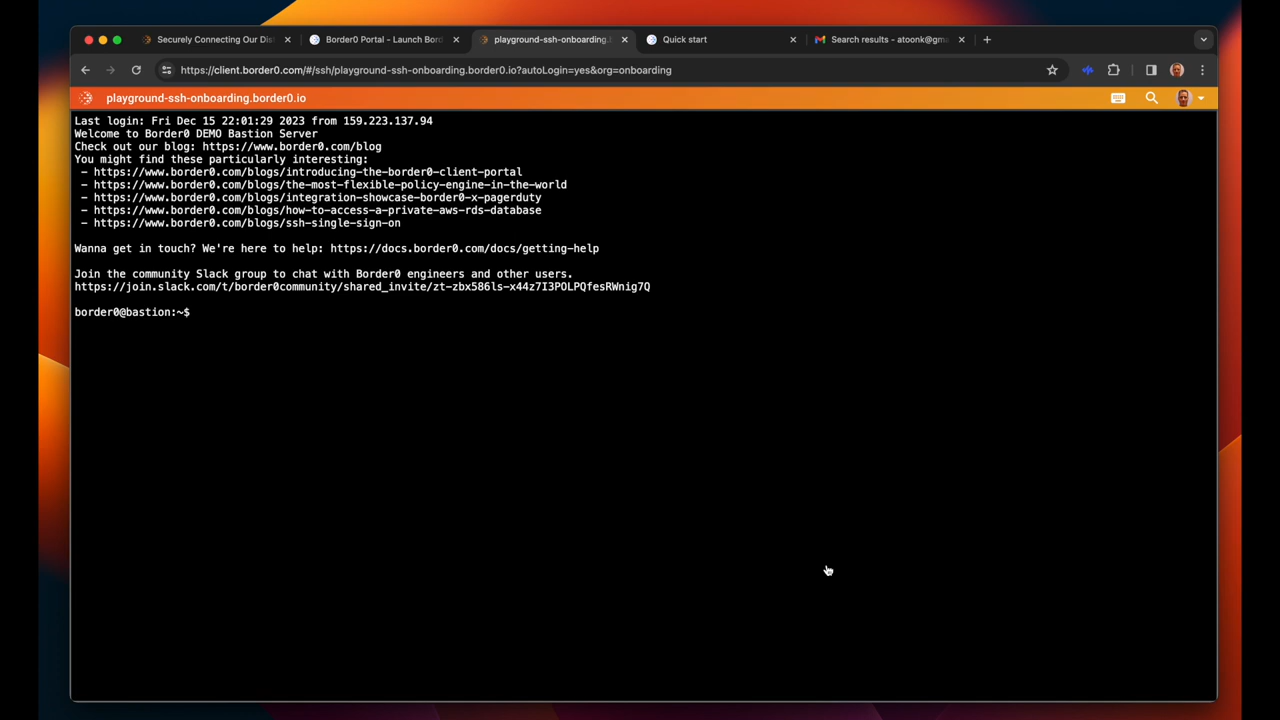 Securely Connecting Our Dis
Border0 Portal - Launch Bord
playground-ssh-onboarding.
Quick start
Search results - atoonk@gma
https://client.border0.com/#/ssh/playground-ssh-onboarding.border0.io?autoLogin=yes&org=onboarding
playground-ssh-onboarding.border0.io
Last login: Fri Dec 15 22:01:29 2023 from 159.223.137.94
Welcome to Border0 DEMO Bastion Server
Check out our blog: https://www.border0.com/blog
You might find these particularly interesting:
- https://www.border0.com/blogs/introducing-the-border0-client-portal
- https://www.border0.com/blogs/the-most-flexible-policy-engine-in-the-world
- https://www.border0.com/blogs/integration-showcase-border0-x-pagerduty
- https://www.border0.com/blogs/how-to-access-a-private-aws-rds-database
- https://www.border0.com/blogs/ssh-single-sign-on
Wanna get in touch? We're here to help: https://docs.border0.com/docs/getting-help
Join the community Slack group to chat with Border0 engineers and other users.
https://join.slack.com/t/border0community/shared_invite/zt-zbx586ls-x44z7I3POLPQfesRWnig7Q
border0@bastion:~$